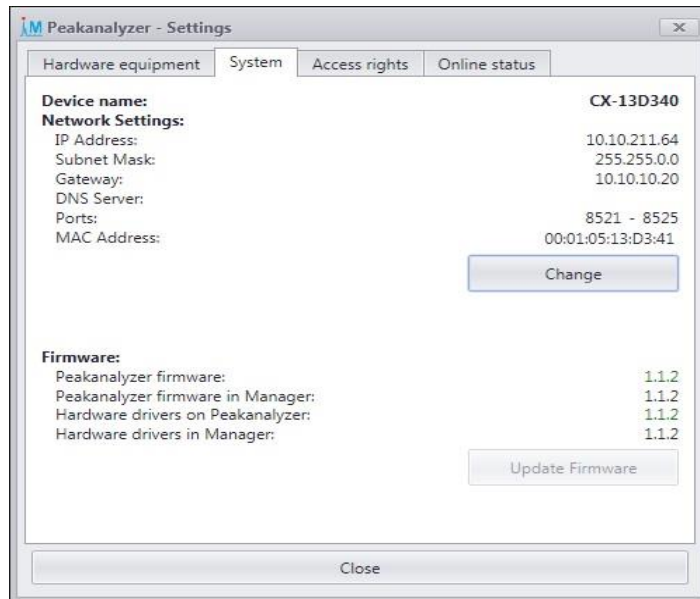 iM Peakanalyzer - Settings
Hardware equipment System Access rights Online status
Device name: CX-13D340
Network Settings:
IP Address: 10.10.211.64
Subnet Mask: 255.255.0.0
Gateway: 10.10.10.20
DNS Server:
Ports: 8521 - 8525
MAC Address: 00:01:05:13:D3:41
Change
Firmware:
Peakanalyzer firmware: 1.1.2
Peakanalyzer firmware in Manager: 1.1.2
Hardware drivers on Peakanalyzer: 1.1.2
Hardware drivers in Manager: 1.1.2
Update Firmware
Close